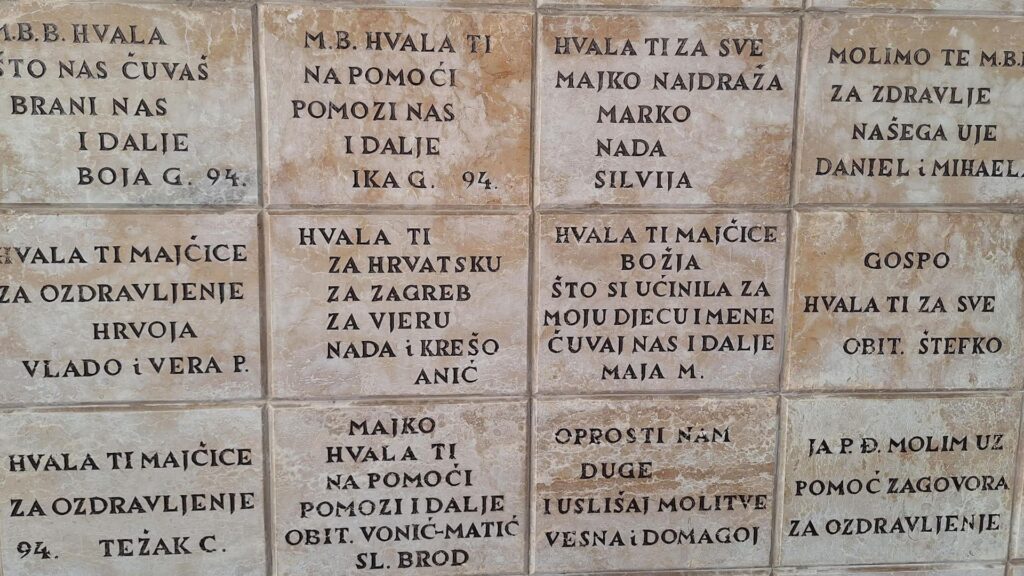 M.B.B. HVALA
ŠTO NAS ČUVAŠ
BRANI NAS
I DALJE
BOJA G. 94.
M.B. HVALA TI
NA POMOĆI
POMOZI NAS
I DALJE
IKA G. 94.
HVALA TI ZA SVE
MAJKO NAJDRAŽA
MARKO
NADA
SILVIJA
MOLIMO TE M.B.
ZA ZDRAVLJE
NAŠEGA UJE
DANIEL i MIHAELA
HVALA TI MAJČICE
ZA OZDRAVLJENJE
HRVOJA
VLADO i VERA P.
HVALA TI
ZA HRVATSKU
ZA ZAGREB
ZA VJERU
NADA i KREŠO
ANIĆ
HVALA TI MAJČICE
BOŽJA
ŠTO SI UĆINILA ZA
MOJU DJECU I MENE
ČUVAJ NAS I DALJE
MAJA M.
GOSPO
HVALA TI ZA SVE
OBIT. ŠTEFKO
HVALA TI MAJČICE
ZA OZDRAVLJENJE
94. TEŽAK C.
MAJKO
HVALA TI
NA POMOĆI
POMOZI I DALJE
OBIT. VONIĆ-MATIĆ
SL. BROD
OPROSTI NAM
DUGE
I USLIŠAJ MOLITVE
VESNA i DOMAGOJ
JA P. Đ. MOLIM UZ
POMOĆ ZAGOVORA
ZA OZDRAVLJENJE